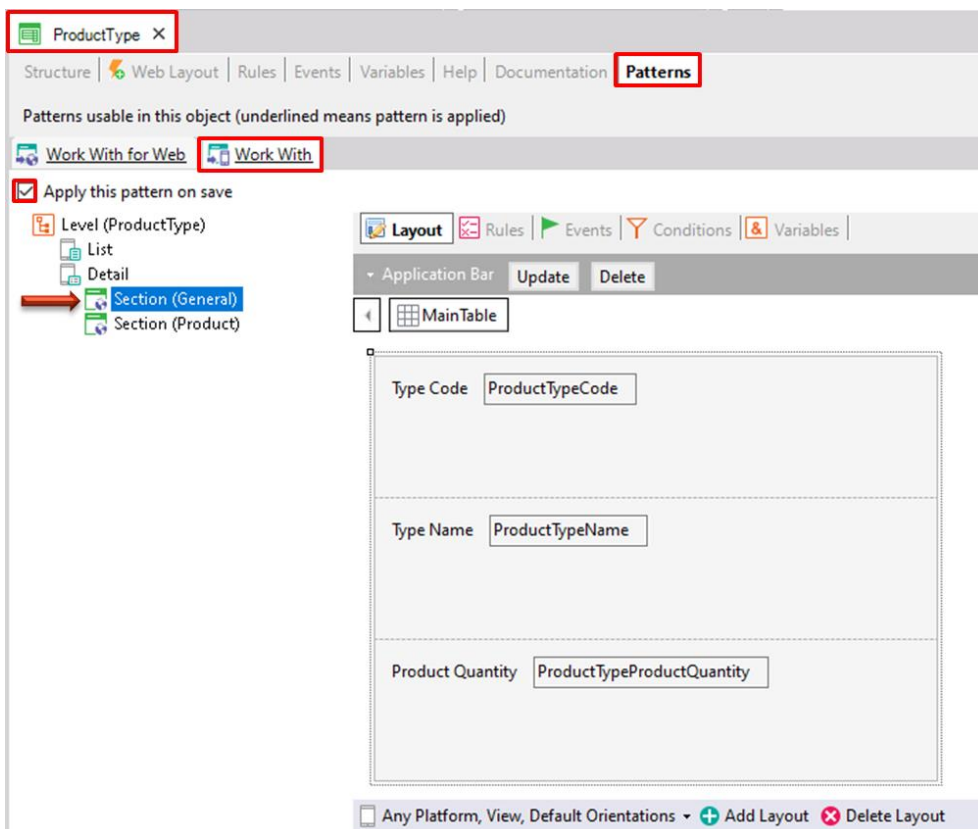 ProductType
Structure Web Layout Rules Events Variables Help Documentation Patterns
Patterns usable in this object (underlined means pattern is applied)
Work With for Web Work With
Apply this pattern on save
Level (ProductType)
List
Detail
Section (General)
Section (Product)
Layout Rules Events Conditions & Variables
Application Bar Update Delete
MainTable
Type Code ProductTypeCode
Type Name ProductTypeName
Product Quantity ProductTypeProductQuantity
Any Platform, View, Default Orientations Add Layout Delete Layout